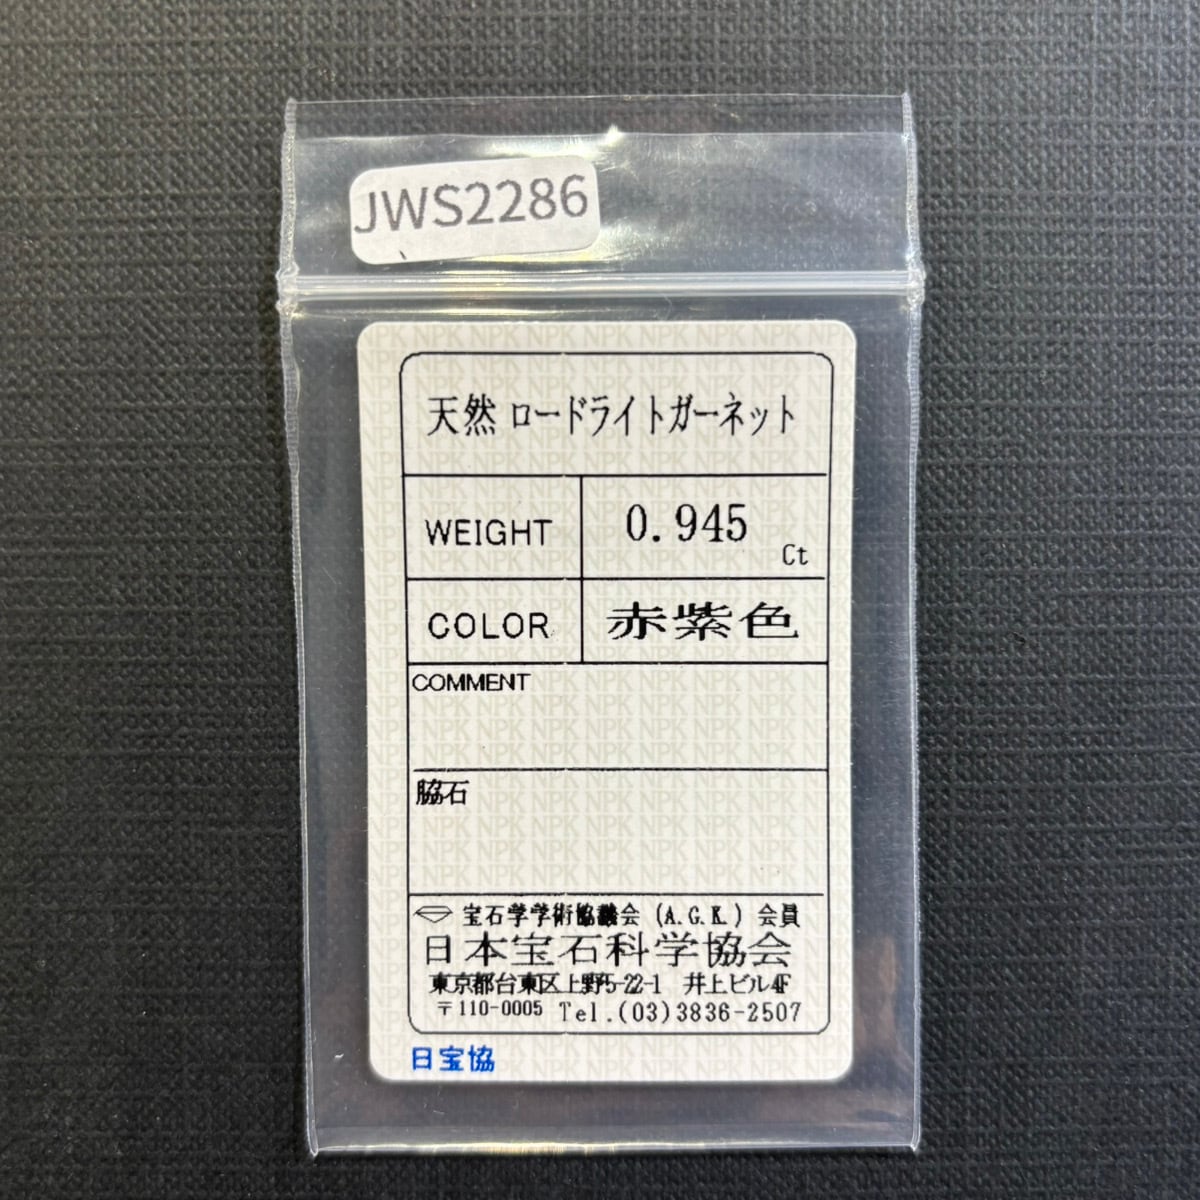 JWS2286
天然 ロードライトガーネット
WEIGHT 0.945 Ct
COLOR 赤紫色
COMMENT
脇石
宝石学学術協議会 (A.G.K.) 会員
日本宝石科学協会
東京都台東区上野5-22-1 井上ビル4F
〒110-0005 Tel.(03)3836-2507
日宝協